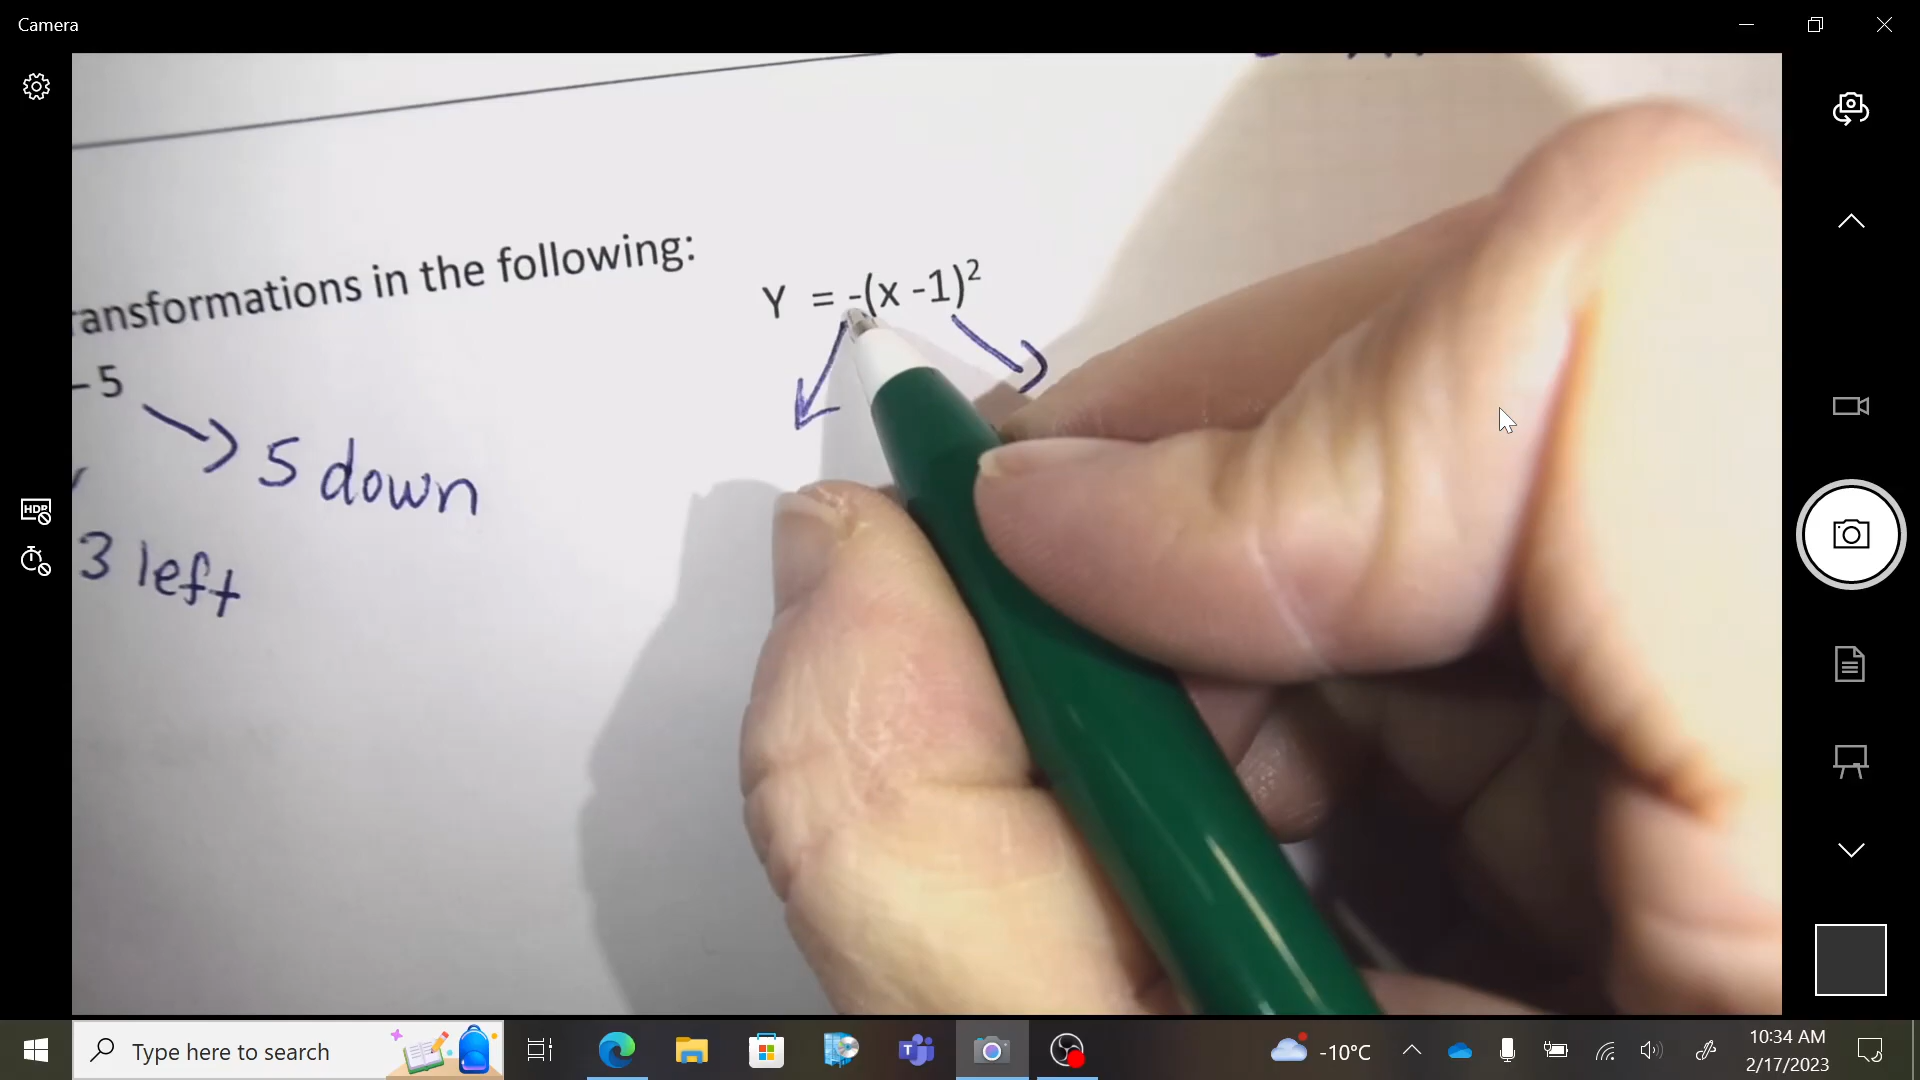 Camera
ansformations in the following:
Y = -(x -1)²
-5
5 down
3 left
Type here to search
-10°C
10:34 AM
2/17/2023